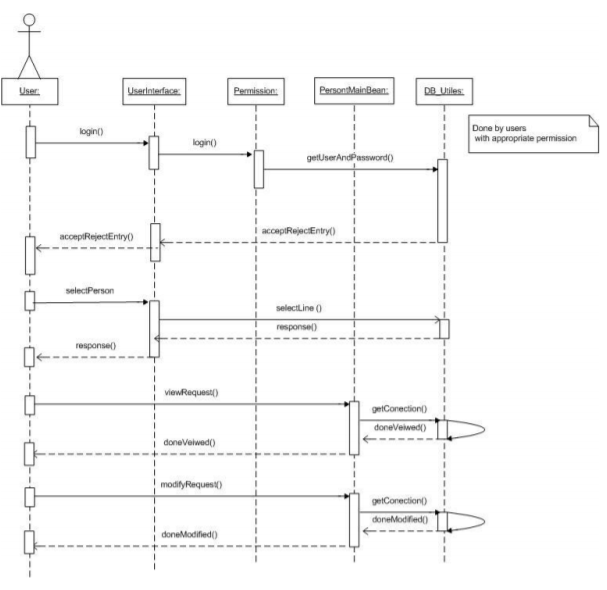 User:
UserInterface:
Permission:
PersontMainBean:
DB_Utiles:
Done by users
with appropriate permission
login()
login()
getUserAndPassword()
acceptRejectEntry()
acceptRejectEntry()
selectPerson
selectLine ()
response()
response()
viewRequest()
getConection()
doneVeiwed()
doneVeiwed()
modifyRequest()
getConection()
doneModified()
doneModified()